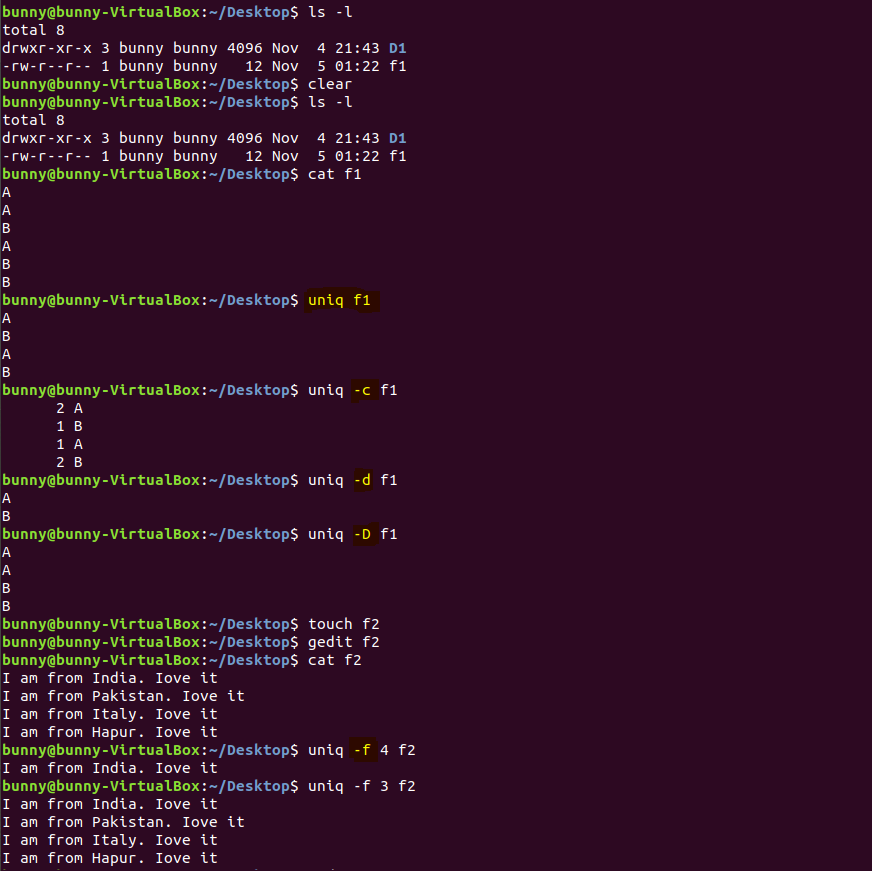 bunny@bunny-VirtualBox:~/Desktop$ ls -l
total 8
drwxr-xr-x 3 bunny bunny 4096 Nov  4 21:43 D1
-rw-r--r-- 1 bunny bunny   12 Nov  5 01:22 f1
bunny@bunny-VirtualBox:~/Desktop$ clear
bunny@bunny-VirtualBox:~/Desktop$ ls -l
total 8
drwxr-xr-x 3 bunny bunny 4096 Nov  4 21:43 D1
-rw-r--r-- 1 bunny bunny   12 Nov  5 01:22 f1
bunny@bunny-VirtualBox:~/Desktop$ cat f1
A
A
B
A
B
B
bunny@bunny-VirtualBox:~/Desktop$ uniq f1
A
B
A
B
bunny@bunny-VirtualBox:~/Desktop$ uniq -c f1
      2 A
      1 B
      1 A
      2 B
bunny@bunny-VirtualBox:~/Desktop$ uniq -d f1
A
B
bunny@bunny-VirtualBox:~/Desktop$ uniq -D f1
A
A
B
B
bunny@bunny-VirtualBox:~/Desktop$ touch f2
bunny@bunny-VirtualBox:~/Desktop$ gedit f2
bunny@bunny-VirtualBox:~/Desktop$ cat f2
I am from India. Iove it
I am from Pakistan. Iove it
I am from Italy. Iove it
I am from Hapur. Iove it
bunny@bunny-VirtualBox:~/Desktop$ uniq -f 4 f2
I am from India. Iove it
bunny@bunny-VirtualBox:~/Desktop$ uniq -f 3 f2
I am from India. Iove it
I am from Pakistan. Iove it
I am from Italy. Iove it
I am from Hapur. Iove it